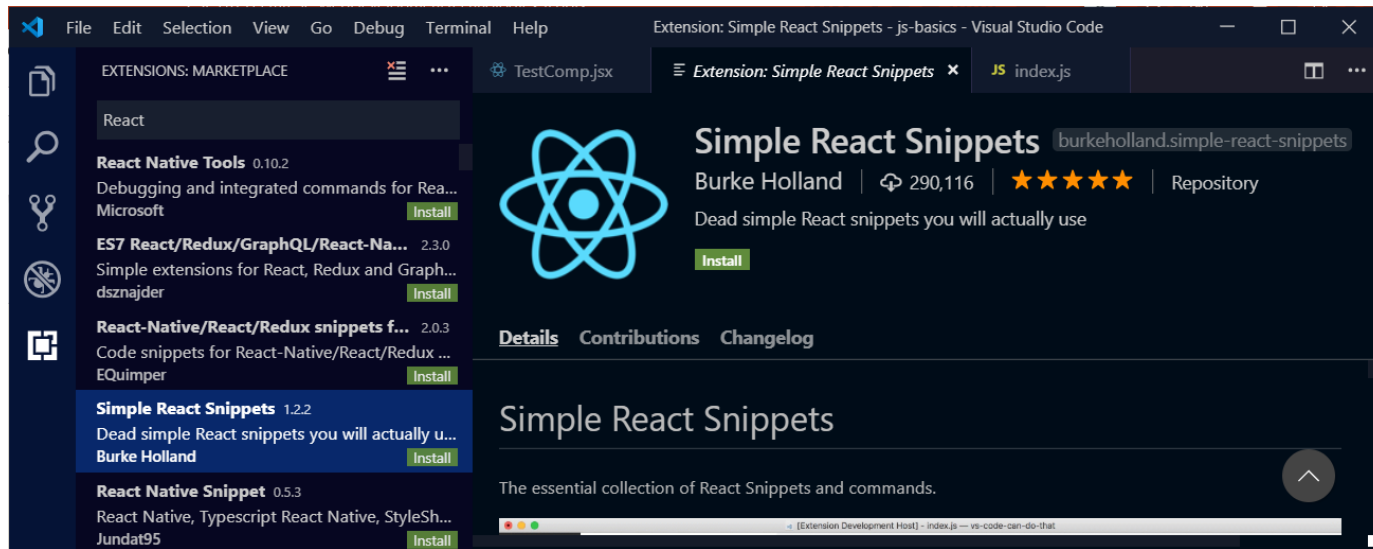 File Edit Selection View Go Debug Terminal Help Extension: Simple React Snippets - js-basics - Visual Studio Code
EXTENSIONS: MARKETPLACE
TestComp.jsx
Extension: Simple React Snippets
JS index.js
React
React Native Tools 0.10.2
Debugging and integrated commands for Rea...
Microsoft Install
ES7 React/Redux/GraphQL/React-Na... 2.3.0
Simple extensions for React, Redux and Graph...
dsznajder Install
React-Native/React/Redux snippets f... 2.0.3
Code snippets for React-Native/React/Redux ...
EQuimper Install
Simple React Snippets 1.2.2
Dead simple React snippets you will actually u...
Burke Holland Install
React Native Snippet 0.5.3
React Native, Typescript React Native, StyleSh...
Jundat95 Install
Simple React Snippets burkeholland.simple-react-snippets
Burke Holland 290,116 Repository
Dead simple React snippets you will actually use
Install
Details Contributions Changelog
Simple React Snippets
The essential collection of React Snippets and commands.
[Extension Development Host] - index.js — vs-code-can-do-that